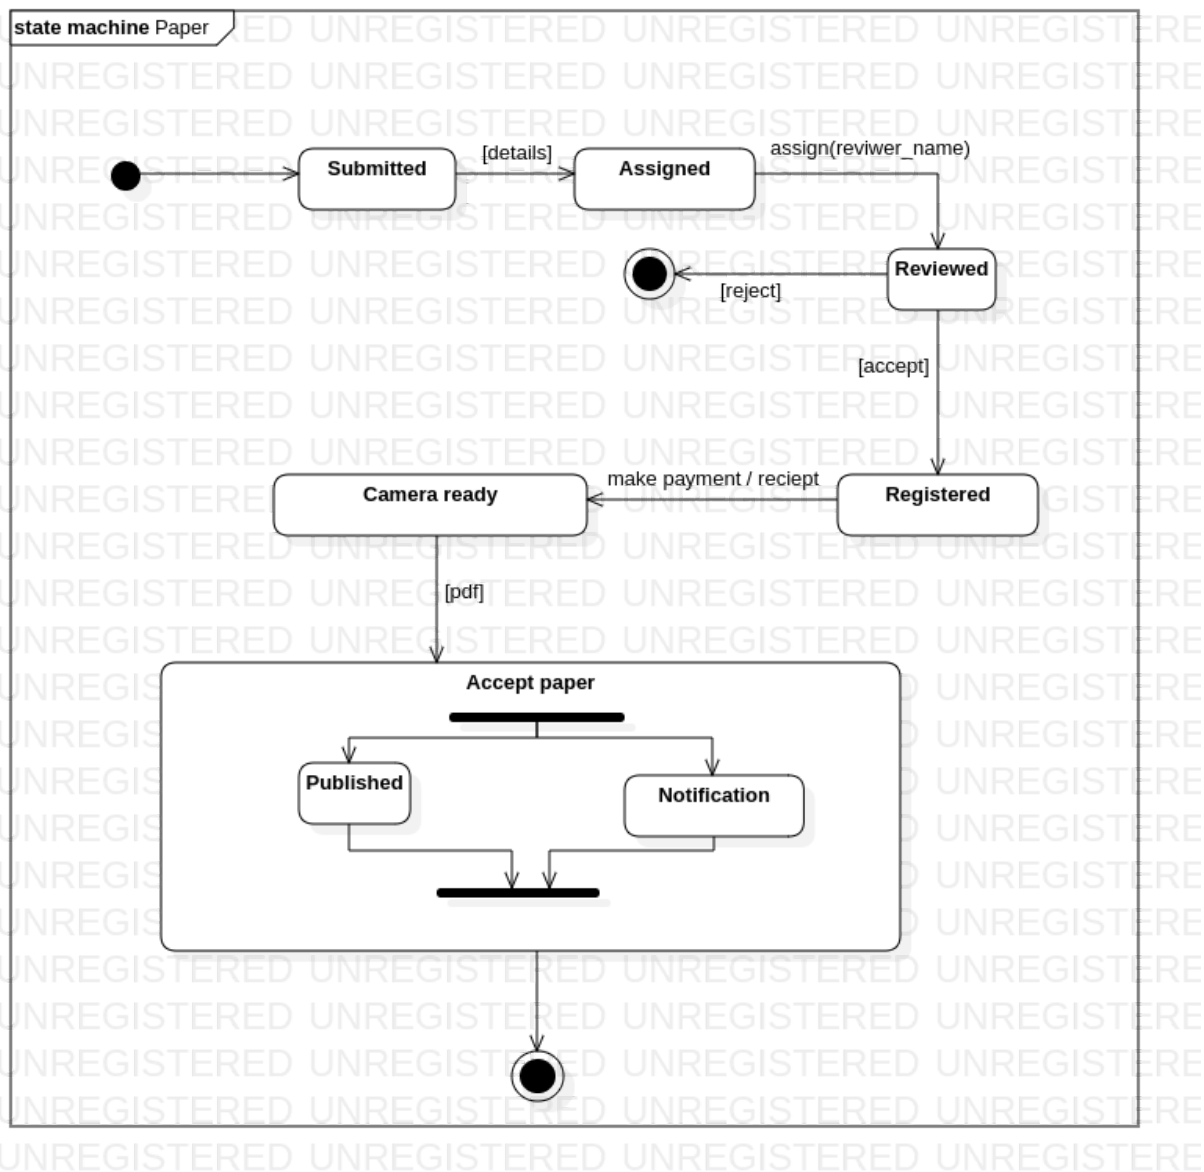 state machine Paper
Submitted
[details]
Assigned
assign(reviwer_name)
Reviewed
[reject]
[accept]
Camera ready
make payment / reciept
Registered
[pdf]
Accept paper
Published
Notification
UNREGISTERED